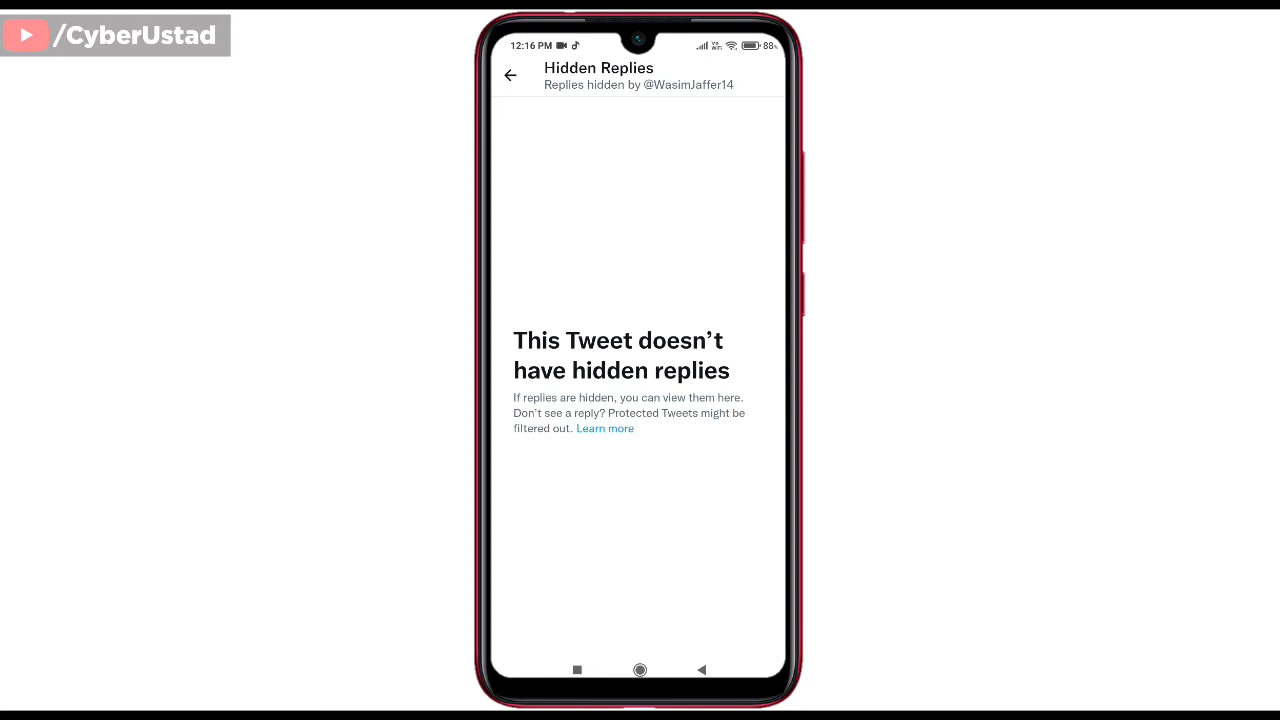 /CyberUstad
12:16 PM
88%
Hidden Replies
Replies hidden by @WasimJaffer14
This Tweet doesn’t
have hidden replies
If replies are hidden, you can view them here.
Don’t see a reply? Protected Tweets might be
filtered out. Learn more